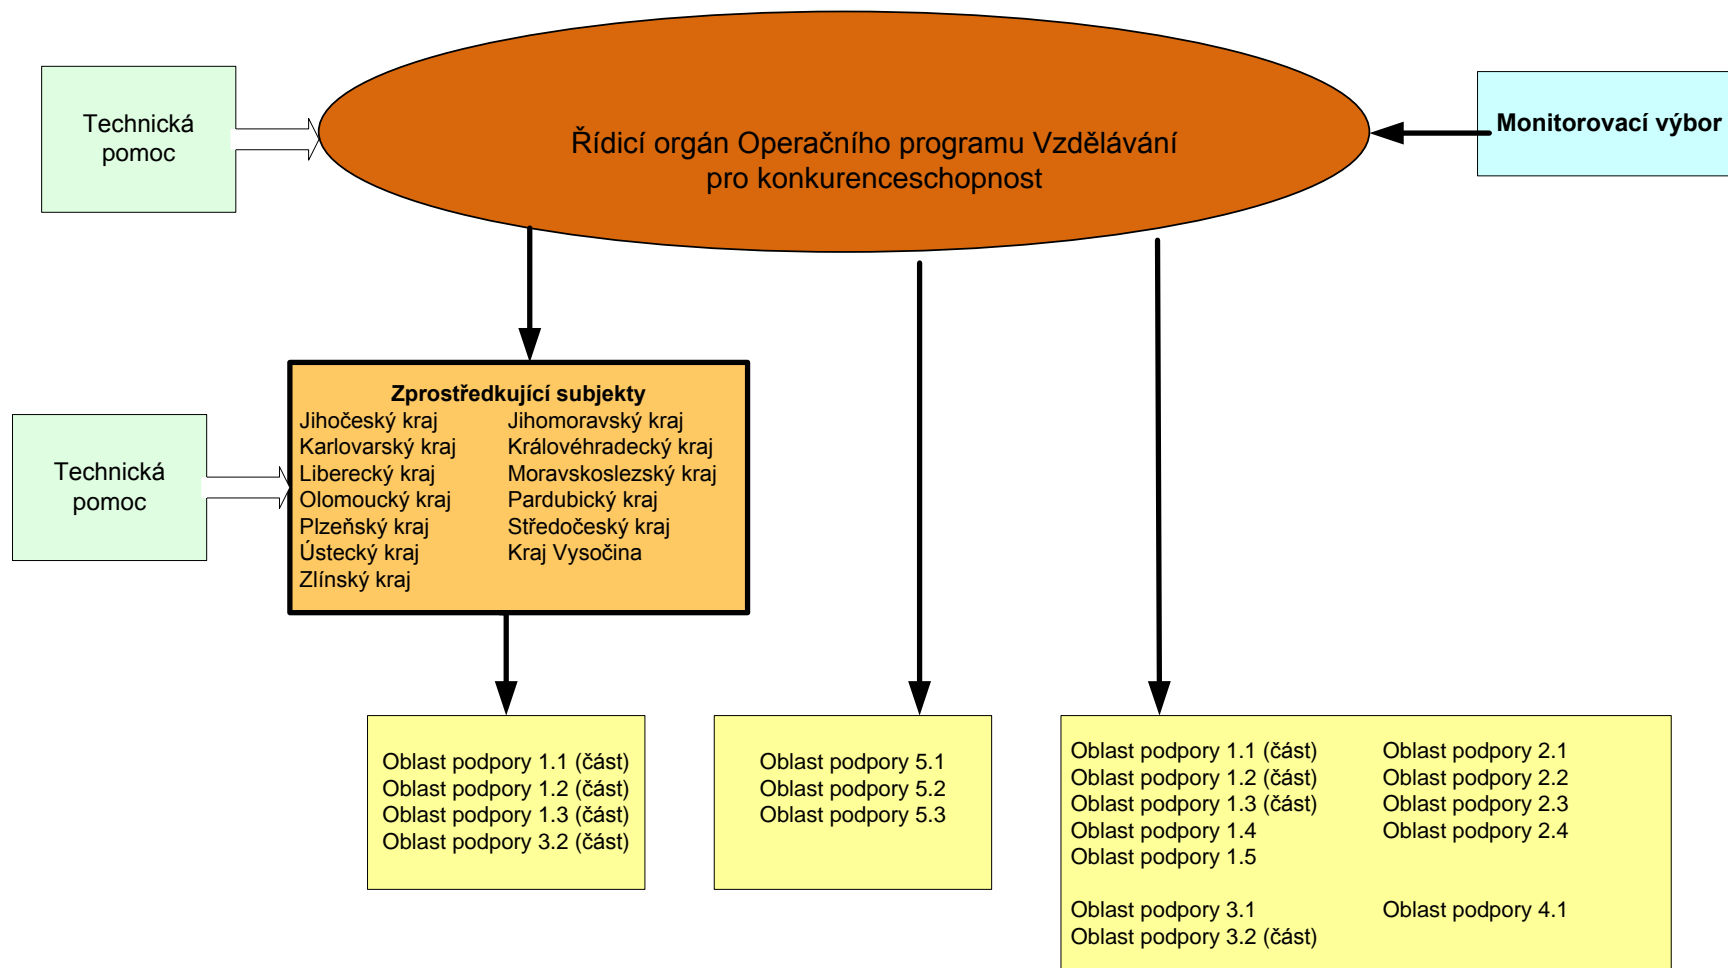 Technická
pomoc
Řídicí orgán Operačního programu Vzdělávání
pro konkurenceschopnost
Monitorovací výbor
Technická
pomoc
Zprostředkující subjekty
Jihočeský kraj Jihomoravský kraj
Karlovarský kraj Královéhradecký kraj
Liberecký kraj Moravskoslezský kraj
Olomoucký kraj Pardubický kraj
Plzeňský kraj Středočeský kraj
Ústecký kraj Kraj Vysočina
Zlínský kraj
Oblast podpory 1.1 (část)
Oblast podpory 1.2 (část)
Oblast podpory 1.3 (část)
Oblast podpory 3.2 (část)
Oblast podpory 5.1
Oblast podpory 5.2
Oblast podpory 5.3
Oblast podpory 1.1 (část) Oblast podpory 2.1
Oblast podpory 1.2 (část) Oblast podpory 2.2
Oblast podpory 1.3 (část) Oblast podpory 2.3
Oblast podpory 1.4 Oblast podpory 2.4
Oblast podpory 1.5
Oblast podpory 3.1 Oblast podpory 4.1
Oblast podpory 3.2 (část)